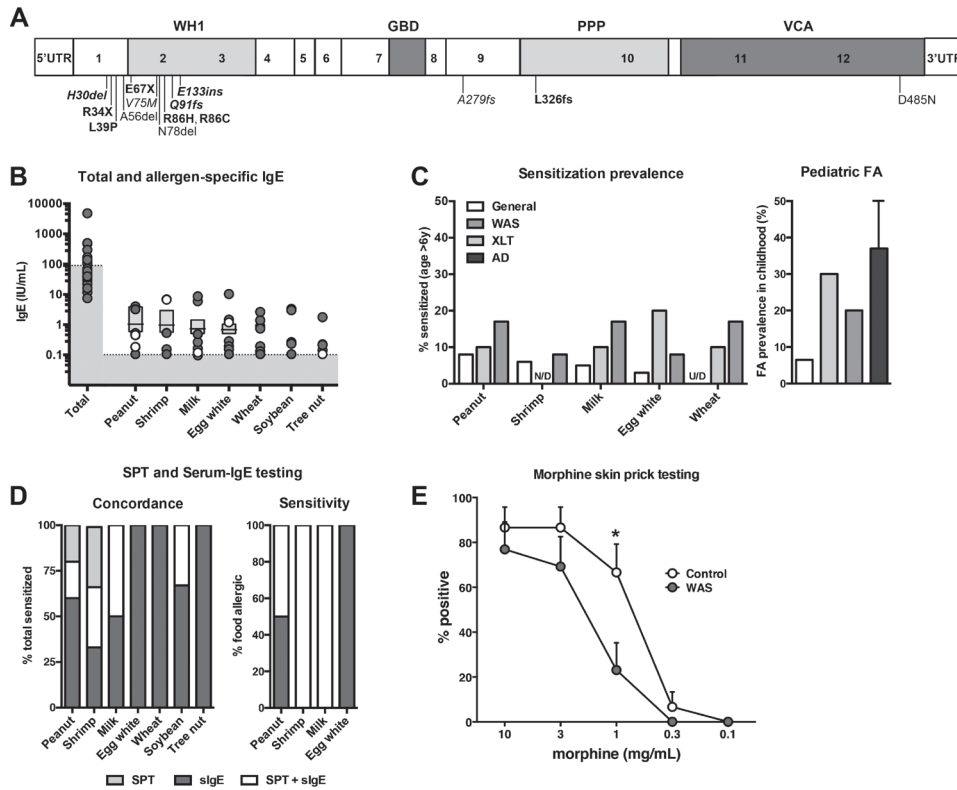 A
WH1 GBD PPP VCA
5'UTR 1 2 3 4 5 6 7 8 9 10 11 12 3'UTR
H30del
R34X
L39P
E67X
V75M
A56del
E133ins
Q91fs
R86H, R86C
N78del
A279fs
L326fs
D485N
B
Total and allergen-specific IgE
IgE (IU/mL)
10000
1000
100
10
1
0.1
Total Peanut Shrimp Milk Egg white Wheat Soybean Tree nut
C
Sensitization prevalence
% sensitized (age >6y)
50
40
30
20
10
0
General
WAS
XLT
AD
N/D
U/D
Peanut Shrimp Milk Egg white Wheat
Pediatric FA
FA prevalence in childhood (%)
50
40
30
20
10
0
D
SPT and Serum-IgE testing
Concordance
% total sensitized
100
75
50
25
0
Peanut Shrimp Milk Egg white Wheat Soybean Tree nut
Sensitivity
% food allergic
100
80
60
40
20
0
Peanut Shrimp Milk Egg white
SPT sIgE SPT + sIgE
E
Morphine skin prick testing
% positive
100
80
60
40
20
0
*
Control
WAS
10 3 1 0.3 0.1
morphine (mg/mL)